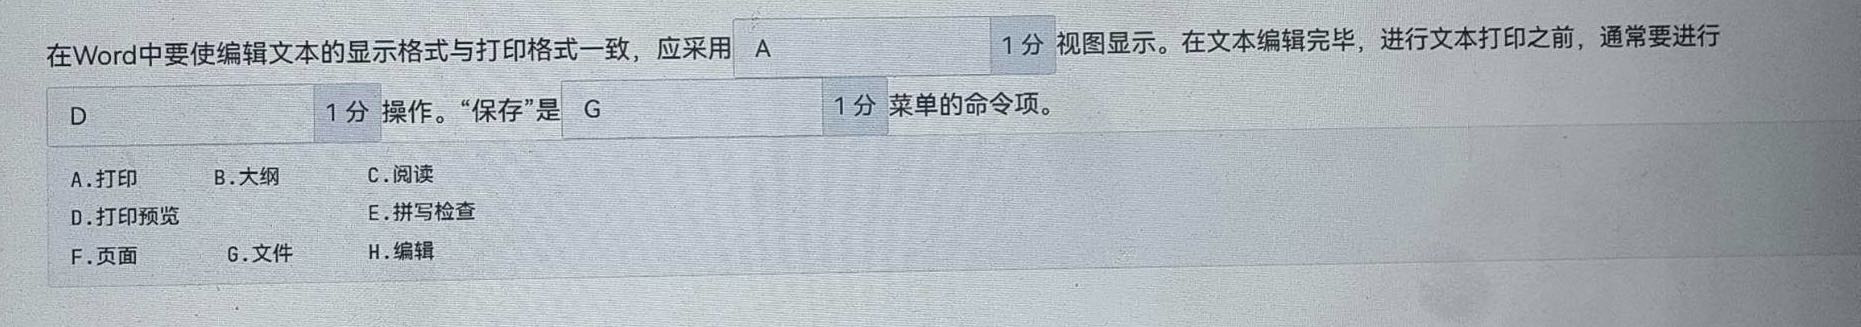 在Word中要使编辑文本的显示格式与打印格式一致，应采用 A 1分 视图显示。在文本编辑完毕，进行文本打印之前，通常要进行
D 1分 操作。“保存”是 G 1分 菜单的命令项。
A.打印 B.大纲 C.阅读
D.打印预览 E.拼写检查
F.页面 G.文件 H.编辑